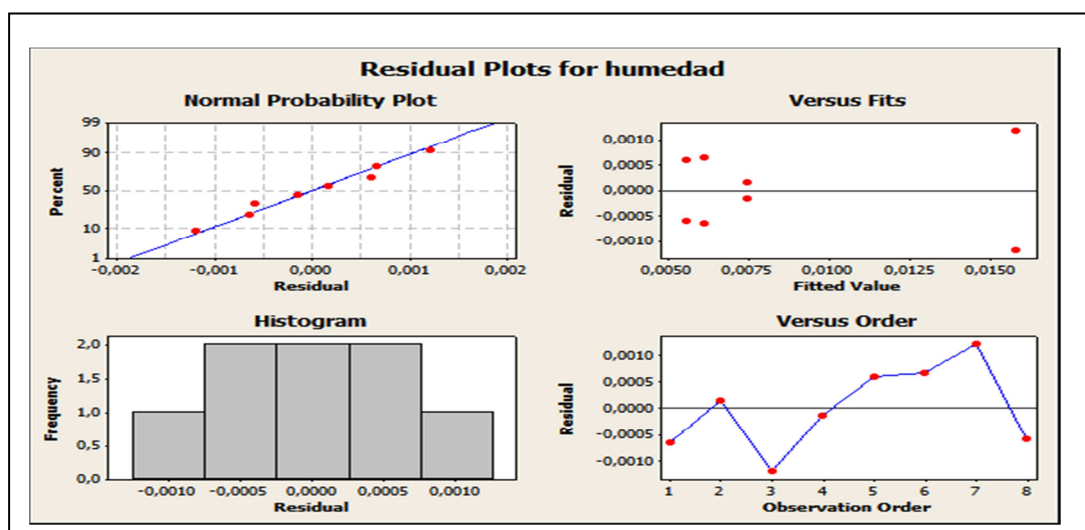 Residual Plots for humedad
Normal Probability Plot
99
90
50
10
1
Percent
-0,002 -0,001 0,000 0,001 0,002
Residual
Versus Fits
0,0010
0,0005
0,0000
-0,0005
-0,0010
Residual
0,0050 0,0075 0,0100 0,0125 0,0150
Fitted Value
Histogram
2,0
1,5
1,0
0,5
0,0
Frequency
-0,0010 -0,0005 0,0000 0,0005 0,0010
Residual
Versus Order
0,0010
0,0005
0,0000
-0,0005
-0,0010
Residual
1 2 3 4 5 6 7 8
Observation Order